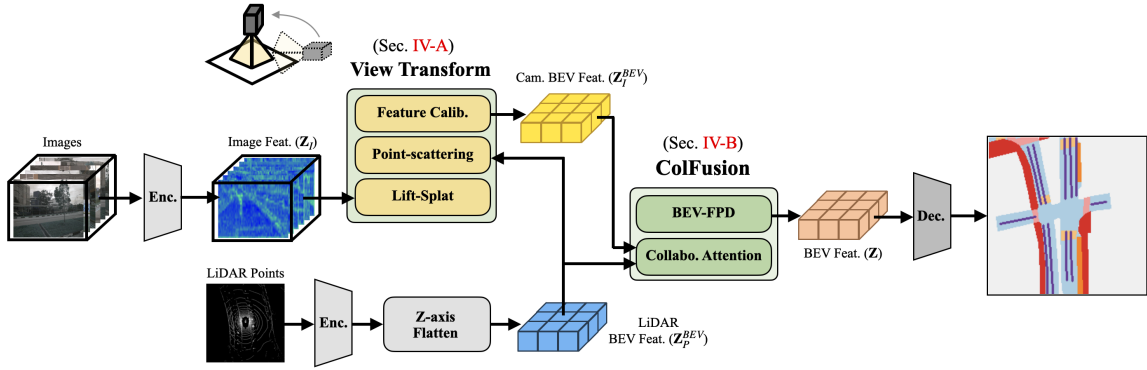 (Sec. IV-A)
View Transform
Cam. BEV Feat. (Z_I^{BEV})
Feature Calib.
Images
Image Feat. (Z_I)
Point-scattering
(Sec. IV-B)
ColFusion
Enc.
Lift-Splat
BEV-FPD
Dec.
Collabo. Attention
BEV Feat. (Z)
LiDAR Points
Enc.
Z-axis
Flatten
LiDAR
BEV Feat. (Z_P^{BEV})